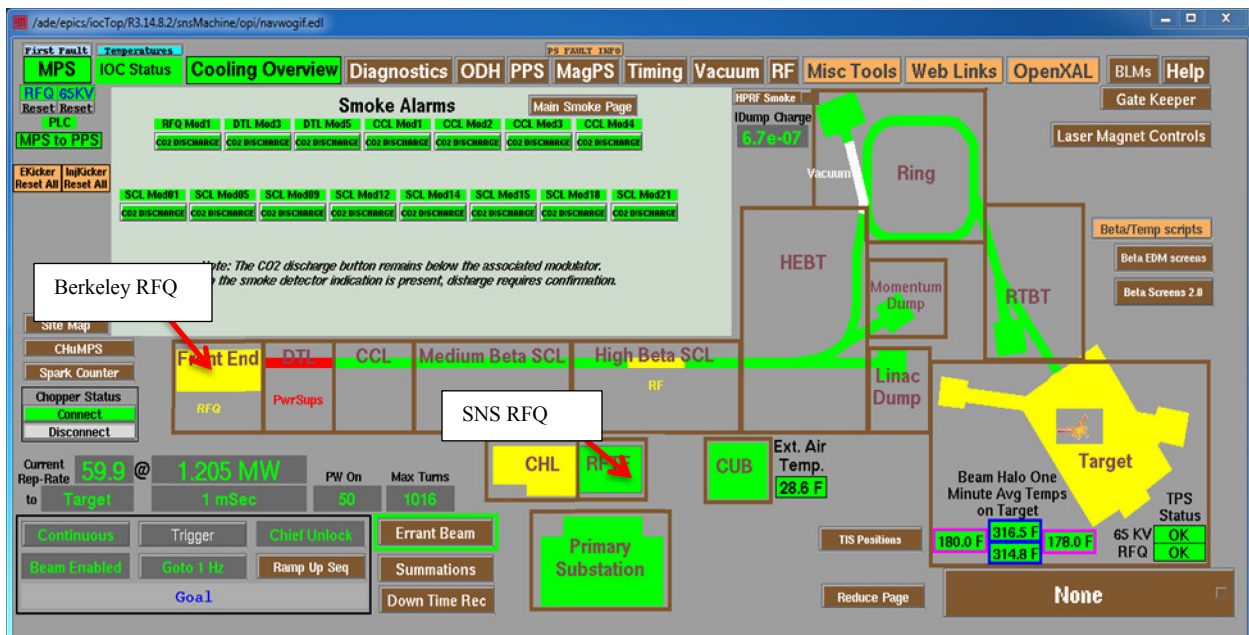 /ade/epics/iocTop/R3.14.8.2/snsMachine/opi/navwogif.edl
First Fault Temperatures PS FAULT INFO
MPS IOC Status Cooling Overview Diagnostics ODH PPS MagPS Timing Vacuum RF Misc Tools Web Links OpenXAL BLMs Help
RFQ 65KV
Reset Reset
PLC
MPS to PPS
EKicker InjKicker
Reset All Reset All
Smoke Alarms Main Smoke Page
RFQ Mod1 DTL Mod3 DTL Mod5 CCL Mod1 CCL Mod2 CCL Mod3 CCL Mod4
CO2 DISCHARGE CO2 DISCHARGE CO2 DISCHARGE CO2 DISCHARGE CO2 DISCHARGE CO2 DISCHARGE CO2 DISCHARGE
SCL Mod01 SCL Mod05 SCL Mod09 SCL Mod12 SCL Mod14 SCL Mod15 SCL Mod18 SCL Mod21
CO2 DISCHARGE CO2 DISCHARGE CO2 DISCHARGE CO2 DISCHARGE CO2 DISCHARGE CO2 DISCHARGE CO2 DISCHARGE CO2 DISCHARGE
Note: The CO2 discharge button remains below the associated modulator.
the smoke detector indication is present, disharge requires confirmation.
HPRF Smoke
IDump Charge
6.7e-07
Gate Keeper
Laser Magnet Controls
Vacuum
Ring
Beta/Temp scripts
Beta EDM screens
Beta Screens 2.0
HEBT
Momentum
Dump
RTBT
Berkeley RFQ
Site Map
CHuMPS
Spark Counter
Chopper Status
Connect
Disconnect
Front End DTL CCL Medium Beta SCL High Beta SCL
RFQ PwrSups RF
Linac
Dump
SNS RFQ
CHL
CUB
Ext. Air
Temp.
28.6 F
Target
Beam Halo One
Minute Avg Temps
on Target
180.0 F 316.5 F 178.0 F
314.8 F
TPS
Status
65 KV OK
RFQ OK
Current
Rep-Rate 59.9 @ 1.205 MW PW On Max Turns
to Target 1 mSec 50 1016
Continuous Trigger Chief Unlock
Beam Enabled Goto 1 Hz Ramp Up Seq
Goal
Errant Beam
Summations
Down Time Rec
Primary
Substation
TIS Positions
Reduce Page
None